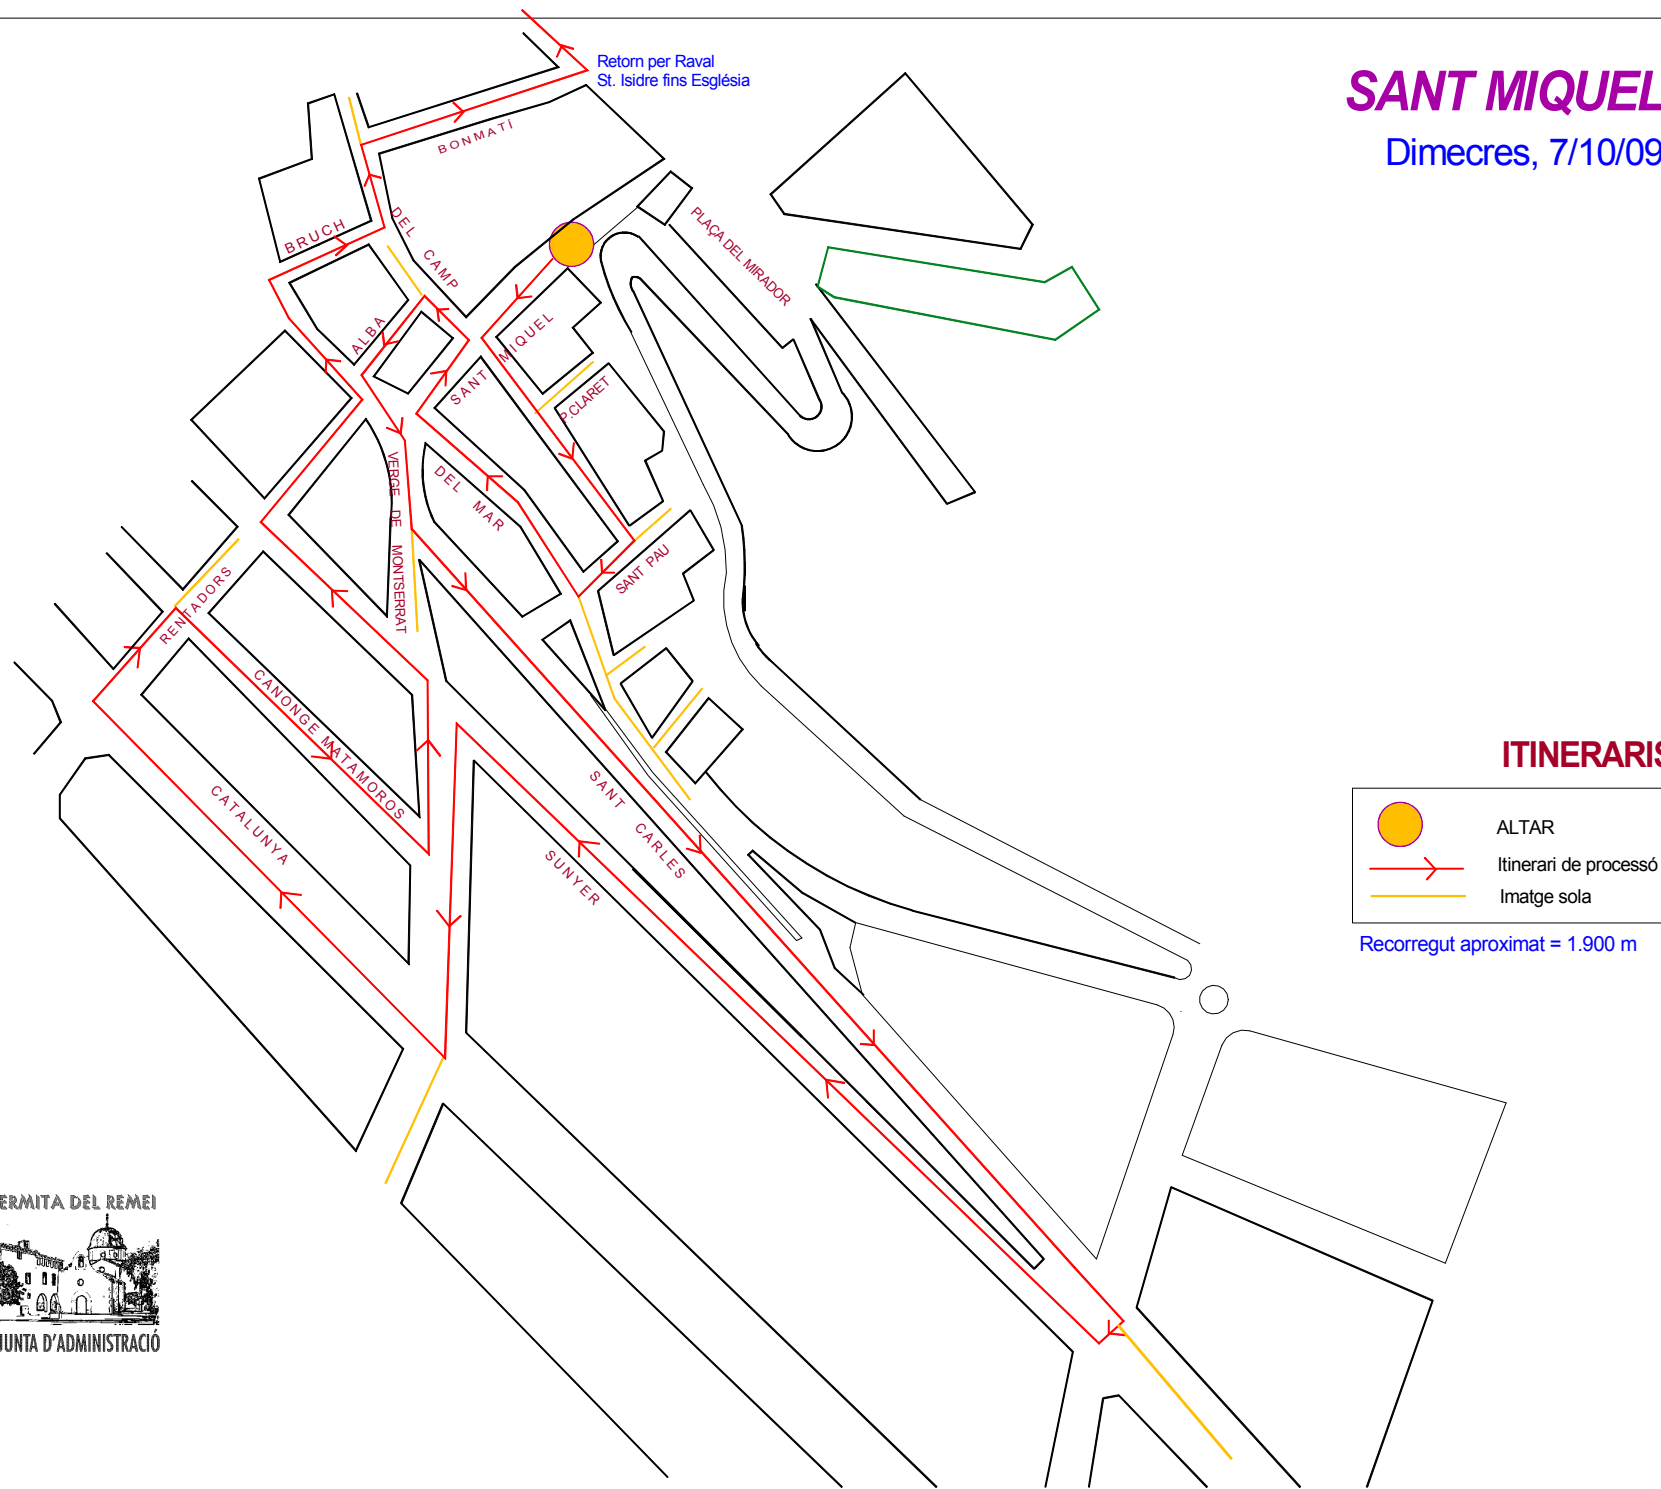 Retorn per Raval
St. Isidre fins Església
SANT MIQUEL
Dimecres, 7/10/09
BONMATÍ
DEL CAMP
BRUCH
PLAÇA DEL MIRADOR
ALBA
SANT MIQUEL
P.CLARET
VERGE DE MONTSERRAT
DEL MAR
SANT PAU
RENTADORS
CANONGE MATAMOROS
CATALUNYA
SANT CARLES
SUNYER
ITINERARIS
ALTAR
Itinerari de processó
Imatge sola
Recorregut aproximat = 1.900 m
ERMITA DEL REMEI
JUNTA D'ADMINISTRACIÓ